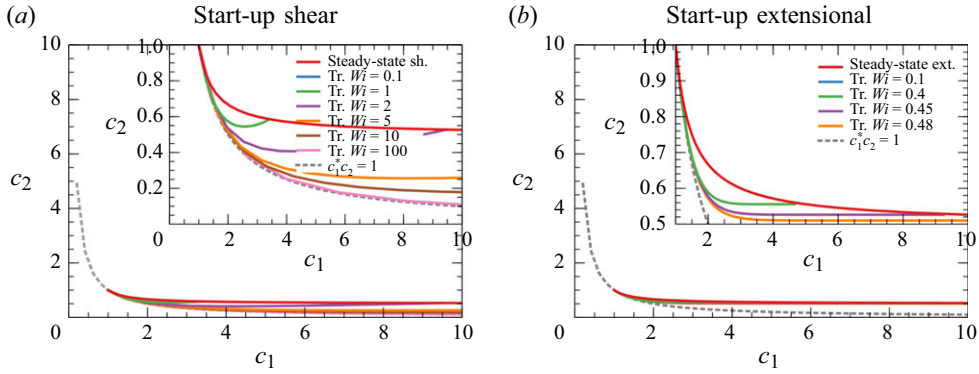 (a) Start-up shear
10
8
6
c2
4
2
0
2
4
6
8
10
c1
1.0
0.8
0.6
c2
0.4
0.2
0
2
4
6
8
10
c1
Steady-state sh.
Tr. Wi = 0.1
Tr. Wi = 1
Tr. Wi = 2
Tr. Wi = 5
Tr. Wi = 10
Tr. Wi = 100
c1*c2 = 1
(b) Start-up extensional
10
8
6
c2
4
2
0
2
4
6
8
10
c1
1.0
0.9
0.8
c2
0.7
0.6
0.5
2
4
6
8
10
c1
Steady-state ext.
Tr. Wi = 0.1
Tr. Wi = 0.4
Tr. Wi = 0.45
Tr. Wi = 0.48
c1*c2 = 1